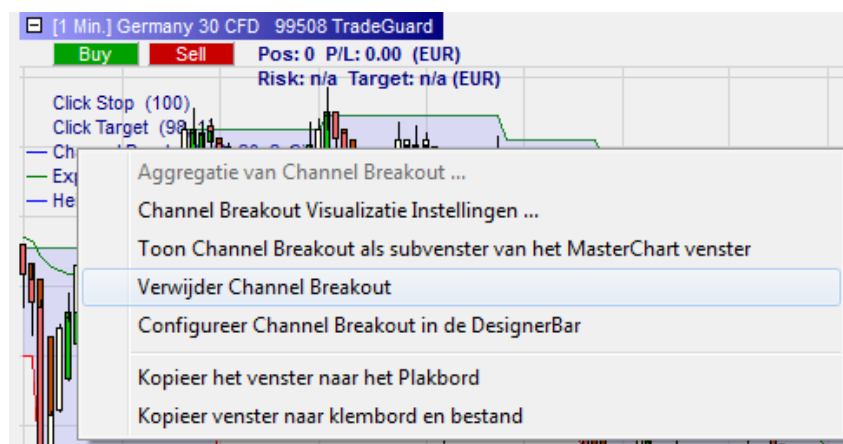 [1 Min.] Germany 30 CFD 99508 TradeGuard
Buy Sell Pos: 0 P/L: 0.00 (EUR)
Risk: n/a Target: n/a (EUR)
Click Stop (100)
Click Target
Aggregatie van Channel Breakout ...
Channel Breakout Visualizatie Instellingen ...
Toon Channel Breakout als subvenster van het MasterChart venster
Verwijder Channel Breakout
Configureer Channel Breakout in de DesignerBar
Kopieer het venster naar het Plakbord
Kopieer venster naar klembord en bestand